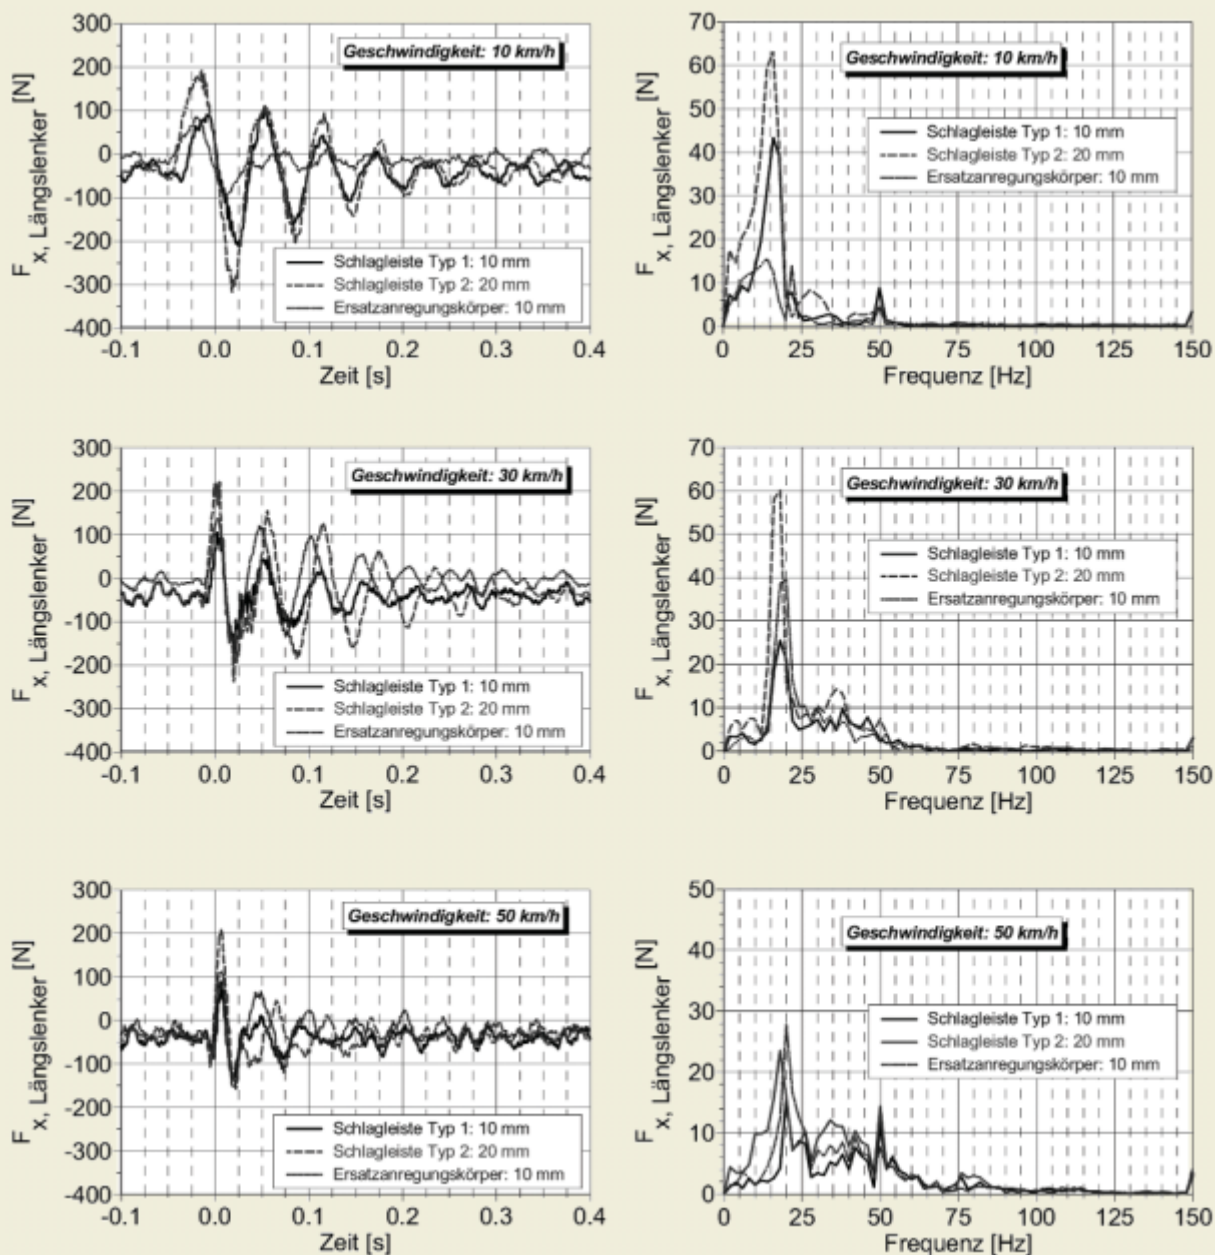 300
200
100
0
-100
-200
-300
-400
F x, Längslenker [N]
Geschwindigkeit: 10 km/h
Schlagleiste Typ 1: 10 mm
Schlagleiste Typ 2: 20 mm
Ersatzanregungskörper: 10 mm
-0.1 0.0 0.1 0.2 0.3 0.4
Zeit [s]
70
60
50
40
30
20
10
0
F x, Längslenker [N]
Geschwindigkeit: 10 km/h
Schlagleiste Typ 1: 10 mm
Schlagleiste Typ 2: 20 mm
Ersatzanregungskörper: 10 mm
0 25 50 75 100 125 150
Frequenz [Hz]
300
200
100
0
-100
-200
-300
-400
F x, Längslenker [N]
Geschwindigkeit: 30 km/h
Schlagleiste Typ 1: 10 mm
Schlagleiste Typ 2: 20 mm
Ersatzanregungskörper: 10 mm
-0.1 0.0 0.1 0.2 0.3 0.4
Zeit [s]
70
60
50
40
30
20
10
0
F x, Längslenker [N]
Geschwindigkeit: 30 km/h
Schlagleiste Typ 1: 10 mm
Schlagleiste Typ 2: 20 mm
Ersatzanregungskörper: 10 mm
0 25 50 75 100 125 150
Frequenz [Hz]
300
200
100
0
-100
-200
-300
-400
F x, Längslenker [N]
Geschwindigkeit: 50 km/h
Schlagleiste Typ 1: 10 mm
Schlagleiste Typ 2: 20 mm
Ersatzanregungskörper: 10 mm
-0.1 0.0 0.1 0.2 0.3 0.4
Zeit [s]
50
40
30
20
10
0
F x, Längslenker [N]
Geschwindigkeit: 50 km/h
Schlagleiste Typ 1: 10 mm
Schlagleiste Typ 2: 20 mm
Ersatzanregungskörper: 10 mm
0 25 50 75 100 125 150
Frequenz [Hz]